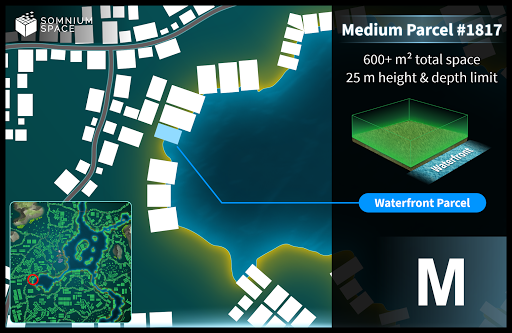 SOMNIUM
SPACE
Medium Parcel #1817
600+ m² total space
25 m height & depth limit
Waterfront
Waterfront Parcel
M